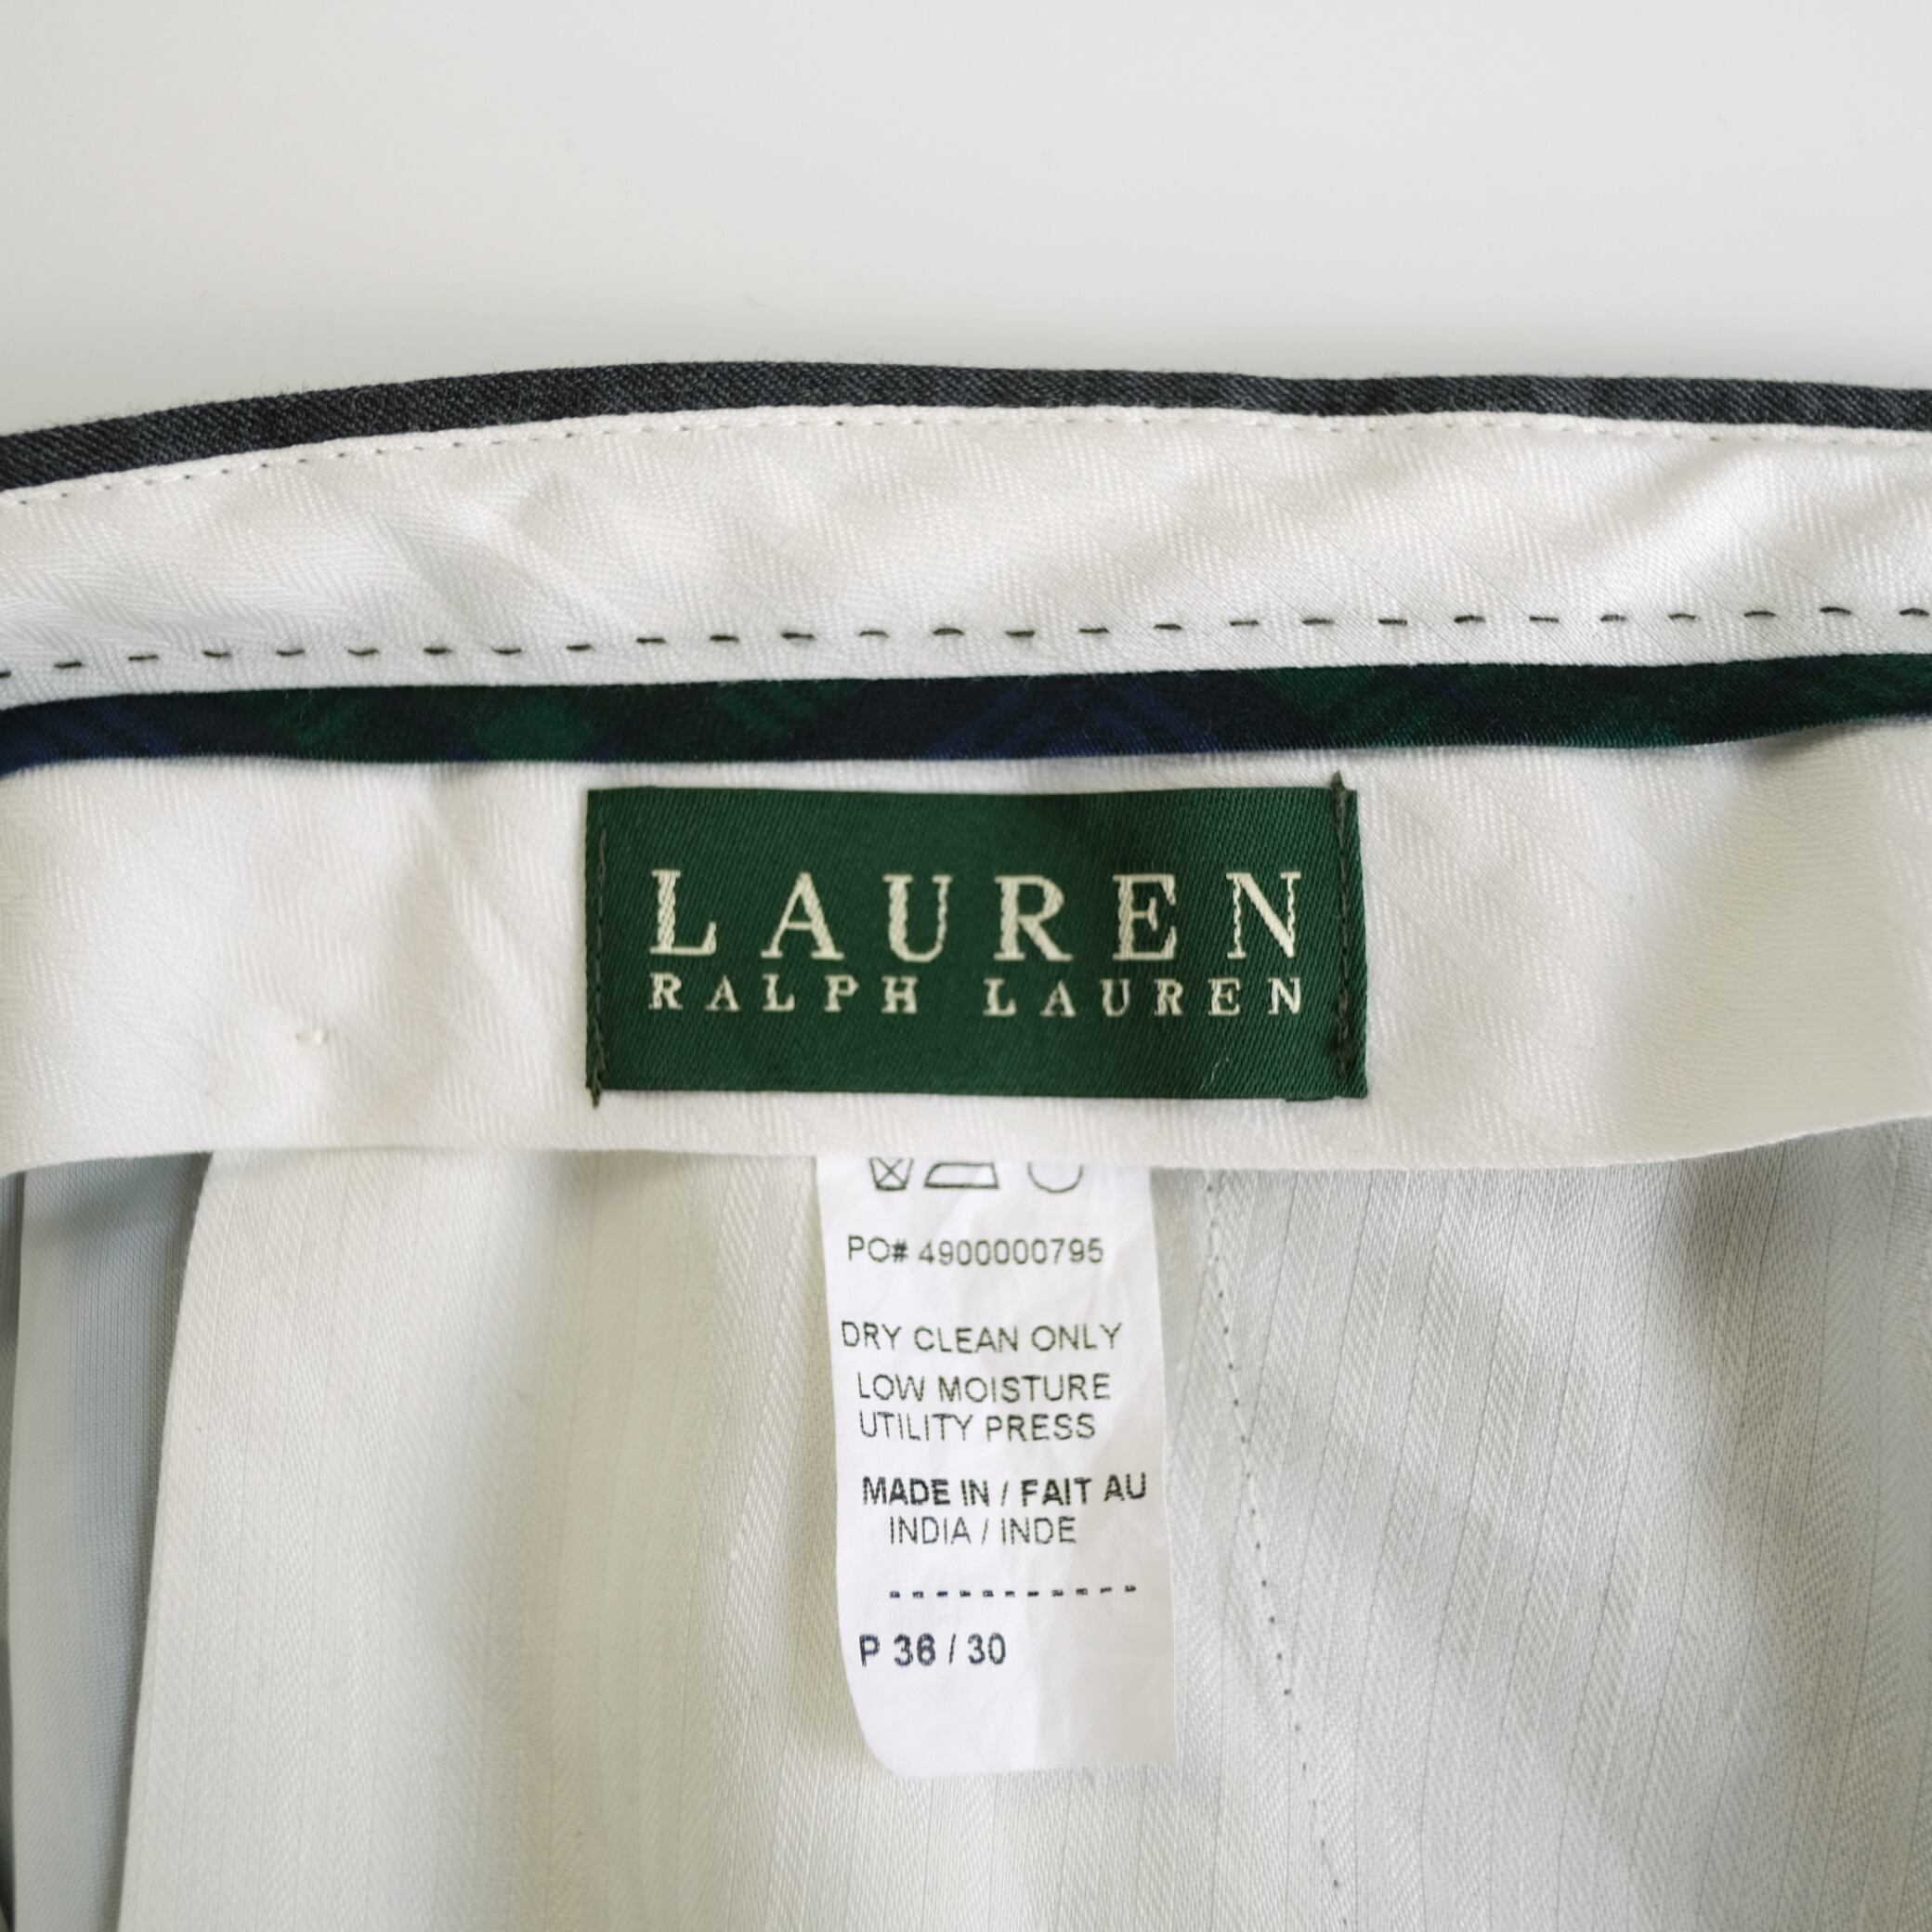 LAUREN
RALPH LAUREN
PO# 4900000795
DRY CLEAN ONLY
LOW MOISTURE
UTILITY PRESS
MADE IN / FAIT AU
INDIA / INDE
P 36 / 30